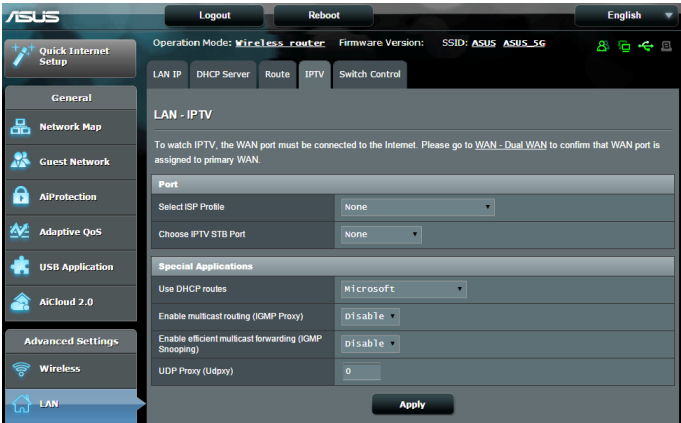 ASUS
Logout
Reboot
English
Quick Internet
Setup
Operation Mode: Wireless router Firmware Version: SSID: ASUS ASUS_5G
LAN IP DHCP Server Route IPTV Switch Control
General
Network Map
Guest Network
AiProtection
Adaptive QoS
USB Application
AiCloud 2.0
Advanced Settings
Wireless
LAN
LAN - IPTV
To watch IPTV, the WAN port must be connected to the Internet. Please go to WAN - Dual WAN to confirm that WAN port is
assigned to primary WAN.
Port
Select ISP Profile None
Choose IPTV STB Port None
Special Applications
Use DHCP routes Microsoft
Enable multicast routing (IGMP Proxy) Disable
Enable efficient multicast forwarding (IGMP
Snooping) Disable
UDP Proxy (Udpxy) 0
Apply